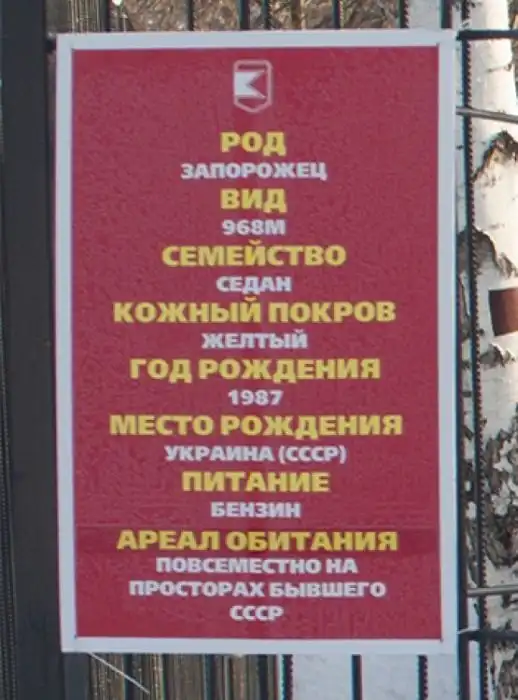 РОД
ЗАПОРОЖЕЦ
ВИД
968М
СЕМЕЙСТВО
СЕДАН
КОЖНЫЙ ПОКРОВ
ЖЕЛТЫЙ
ГОД РОЖДЕНИЯ
1987
МЕСТО РОЖДЕНИЯ
УКРАИНА (СССР)
ПИТАНИЕ
БЕНЗИН
АРЕАЛ ОБИТАНИЯ
ПОВСЕМЕСТНО НА
ПРОСТОРАХ БЫВШЕГО
СССР